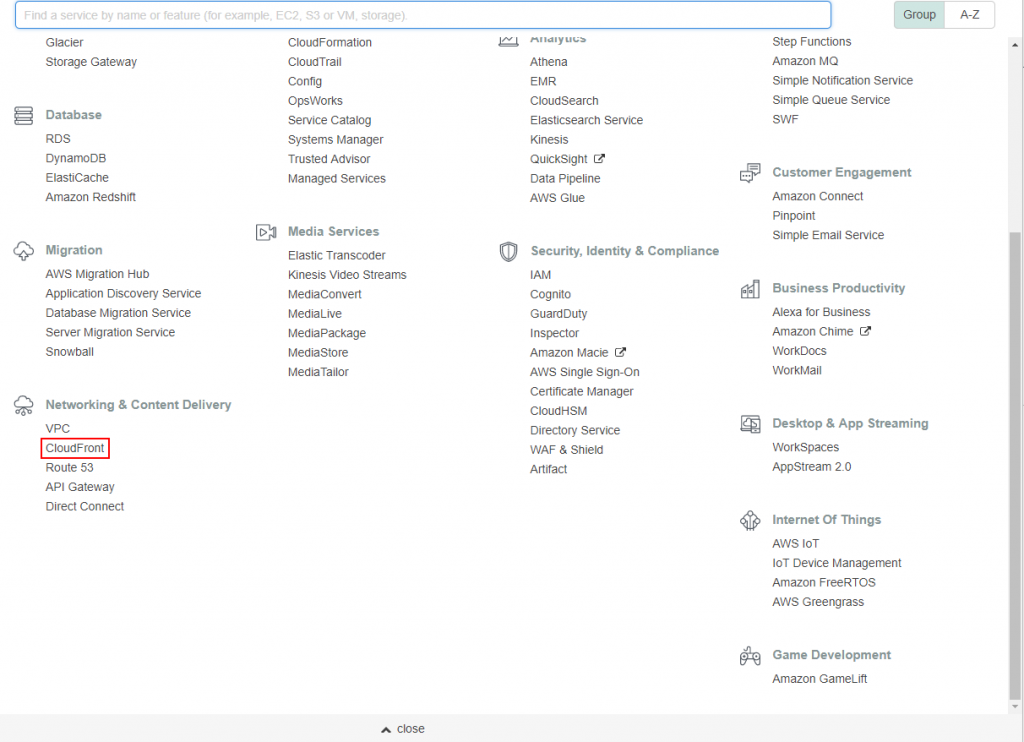 Find a service by name or feature (for example, EC2, S3 or VM, storage).
Group
A-Z
Glacier
Storage Gateway
Database
RDS
DynamoDB
ElastiCache
Amazon Redshift
Migration
AWS Migration Hub
Application Discovery Service
Database Migration Service
Server Migration Service
Snowball
Networking & Content Delivery
VPC
CloudFront
Route 53
API Gateway
Direct Connect
CloudFormation
CloudTrail
Config
OpsWorks
Service Catalog
Systems Manager
Trusted Advisor
Managed Services
Media Services
Elastic Transcoder
Kinesis Video Streams
MediaConvert
MediaLive
MediaPackage
MediaStore
MediaTailor
Analytics
Athena
EMR
CloudSearch
Elasticsearch Service
Kinesis
QuickSight
Data Pipeline
AWS Glue
Security, Identity & Compliance
IAM
Cognito
GuardDuty
Inspector
Amazon Macie
AWS Single Sign-On
Certificate Manager
CloudHSM
Directory Service
WAF & Shield
Artifact
Step Functions
Amazon MQ
Simple Notification Service
Simple Queue Service
SWF
Customer Engagement
Amazon Connect
Pinpoint
Simple Email Service
Business Productivity
Alexa for Business
Amazon Chime
WorkDocs
WorkMail
Desktop & App Streaming
WorkSpaces
AppStream 2.0
Internet Of Things
AWS IoT
IoT Device Management
Amazon FreeRTOS
AWS Greengrass
Game Development
Amazon GameLift
close